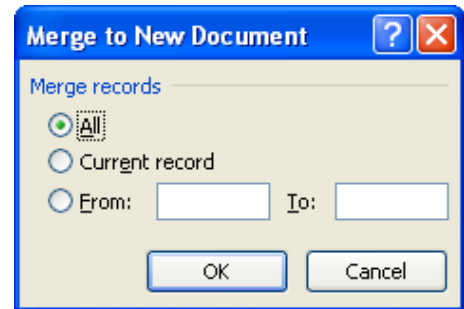 Merge to New Document
Merge records
All
Current record
From: To:
OK Cancel